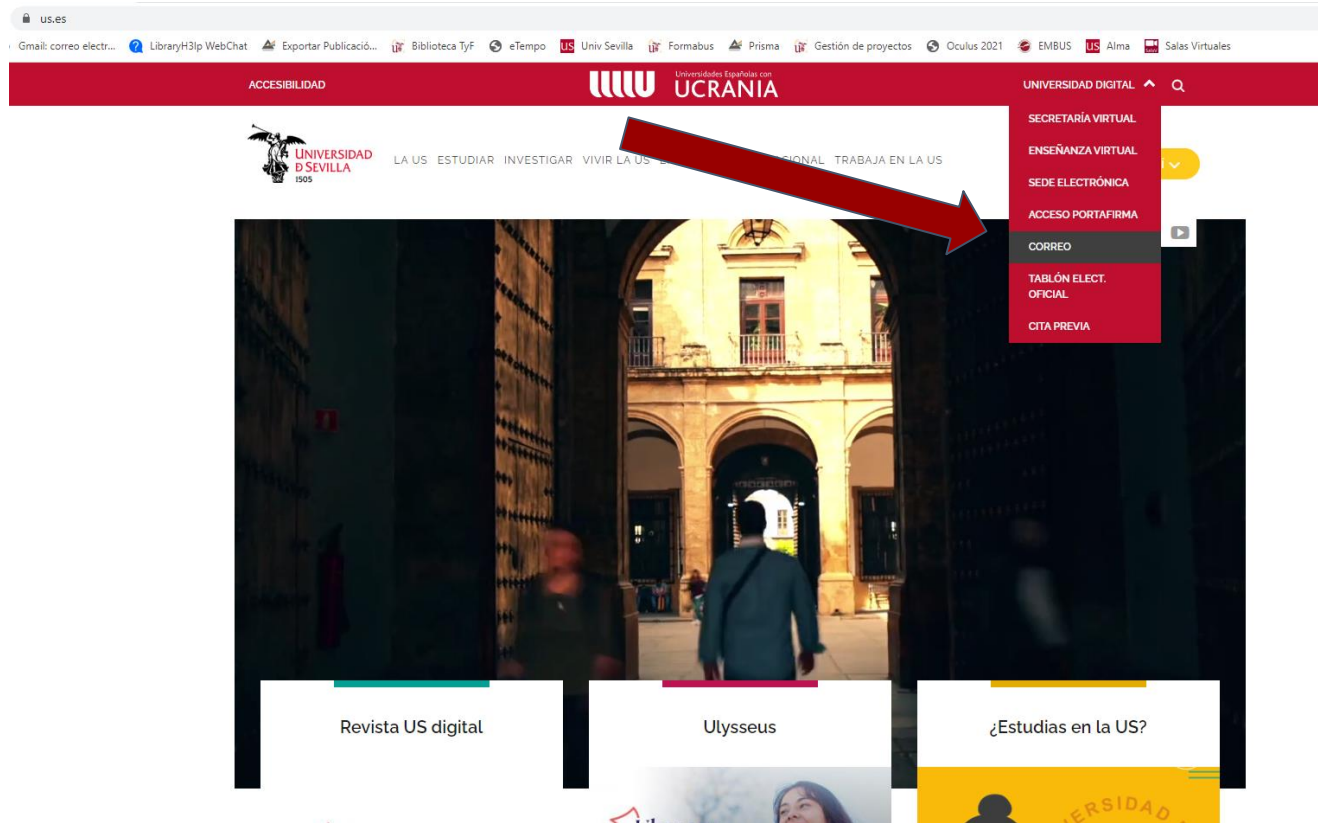 us.es
Gmail: correo electr... LibraryH3lp WebChat Exportar Publicació... Biblioteca TyF eTempo US Univ Sevilla Formabus Prisma Gestión de proyectos Oculus 2021 EMBUS US Alma Salas Virtuales
ACCESIBILIDAD
Universidades Españolas con
UCRANIA
UNIVERSIDAD DIGITAL
SECRETARÍA VIRTUAL
ENSEÑANZA VIRTUAL
SEDE ELECTRÓNICA
ACCESO PORTAFIRMA
CORREO
TABLÓN ELECT.
OFICIAL
CITA PREVIA
UNIVERSIDAD
D SEVILLA
1505
LA US ESTUDIAR INVESTIGAR VIVIR LA US TRABAJA EN LA US
Revista US digital
Ulysseus
¿Estudias en la US?